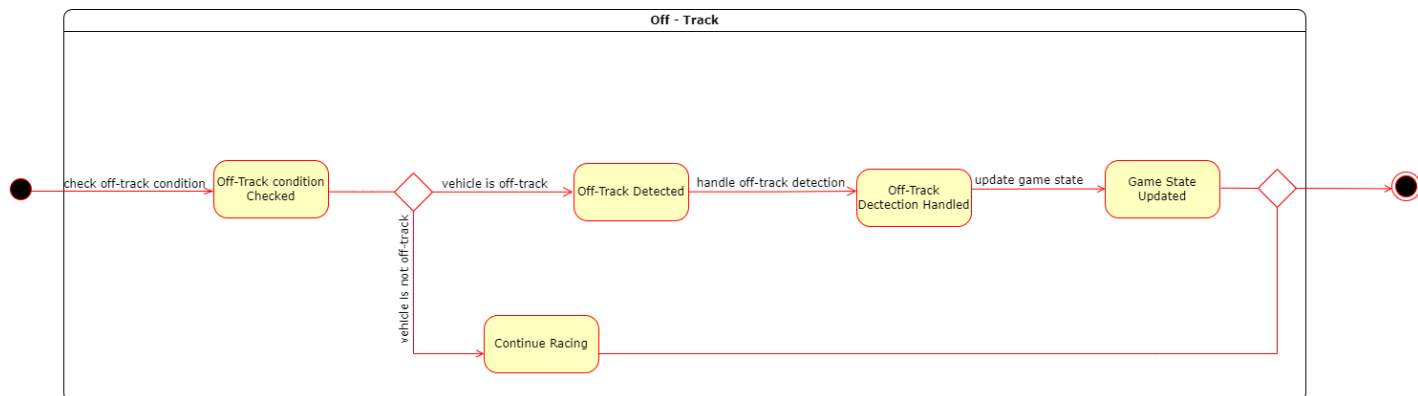 Off - Track
check off-track condition
Off-Track condition
Checked
vehicle is off-track
Off-Track Detected
handle off-track detection
Off-Track
Dectection Handled
update game state
Game State
Updated
vehicle is not off-track
Continue Racing